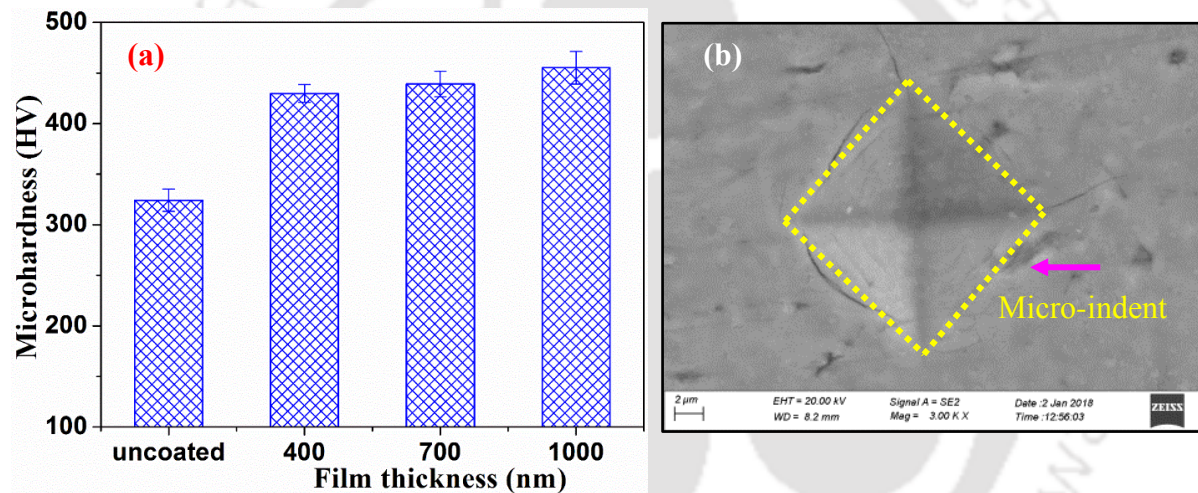 (a)
500
400
300
200
100
Microhardness (HV)
uncoated 400 700 1000
Film thickness (nm)
(b)
Micro-indent
2 µm
EHT = 20.00 kV Signal A = SE2 Date :2 Jan 2018
WD = 8.2 mm Mag = 3.00 K X Time :12:56:03
ZEISS